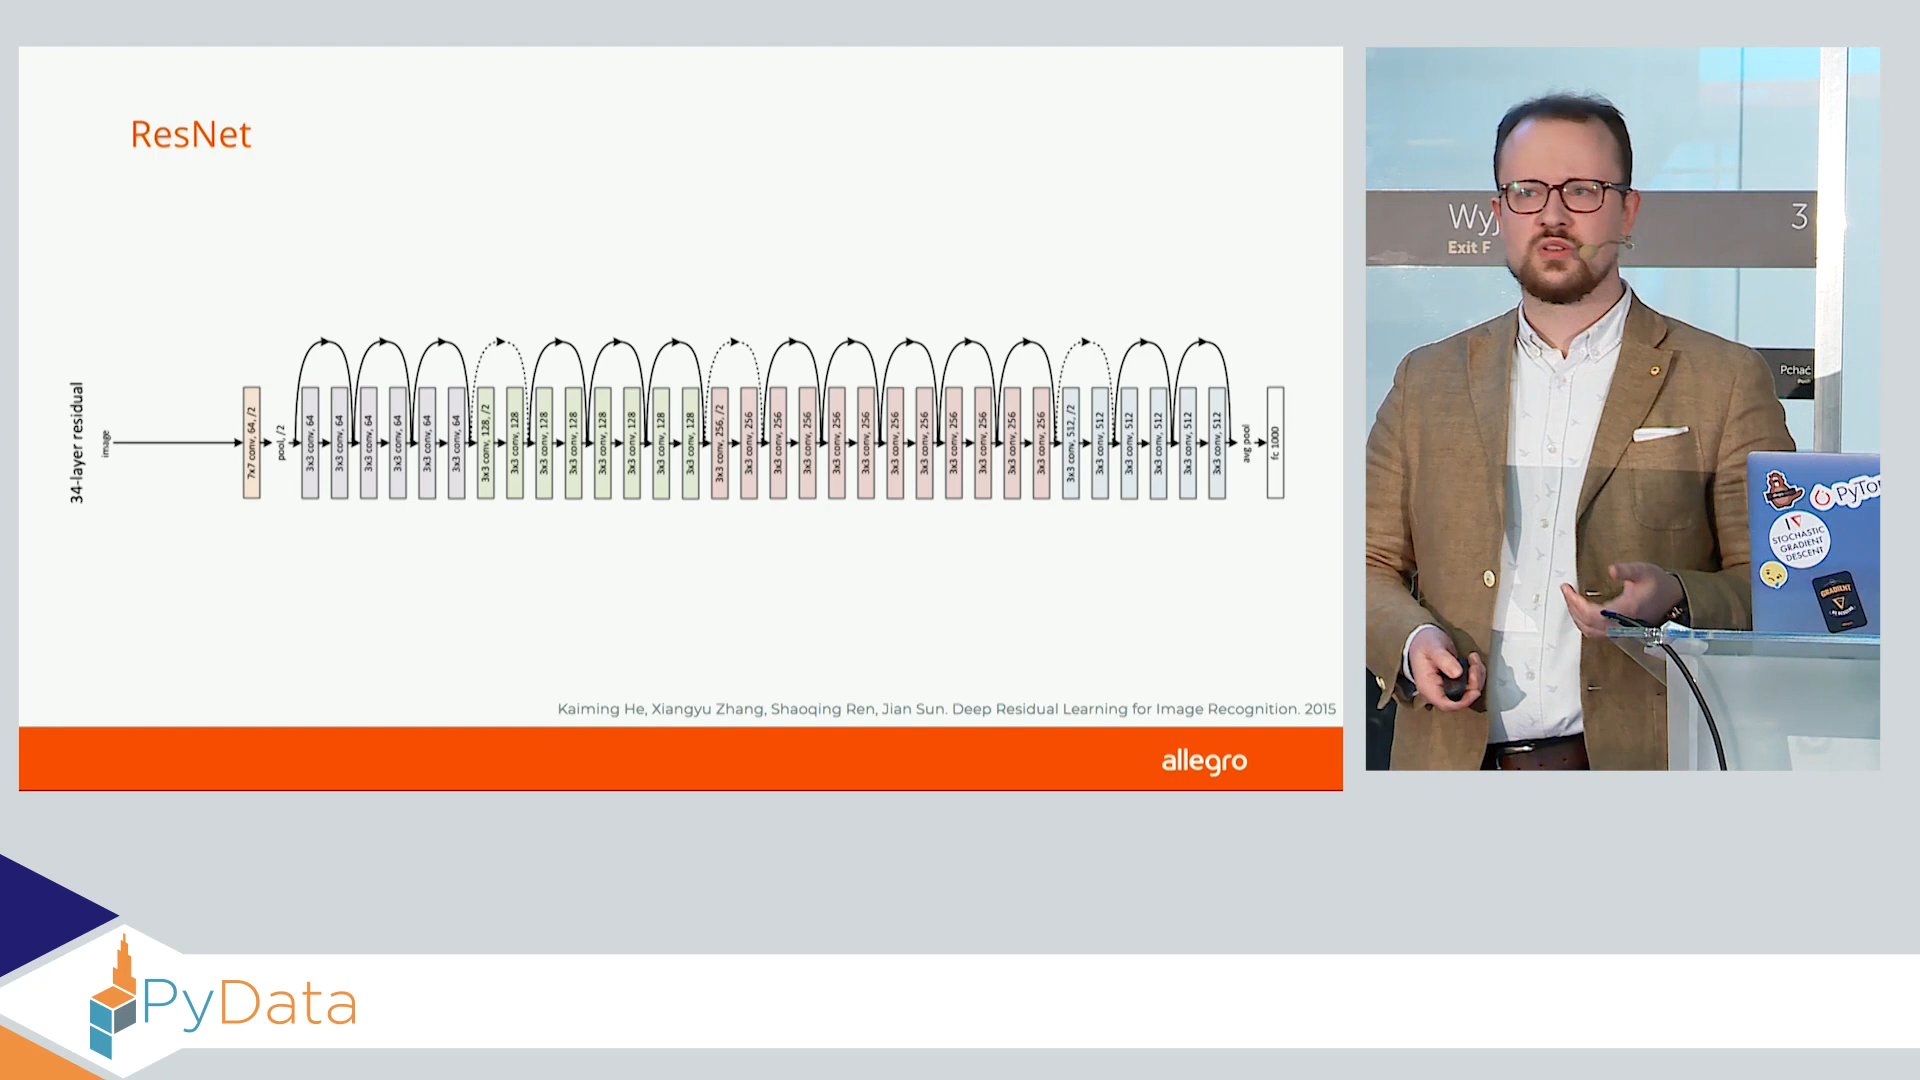 ResNet
34-layer residual
image
7x7 conv, 64, /2
pool, /2
3x3 conv, 64
3x3 conv, 64
3x3 conv, 64
3x3 conv, 64
3x3 conv, 64
3x3 conv, 64
3x3 conv, 128, /2
3x3 conv, 128
3x3 conv, 128
3x3 conv, 128
3x3 conv, 128
3x3 conv, 128
3x3 conv, 128
3x3 conv, 128
3x3 conv, 256, /2
3x3 conv, 256
3x3 conv, 256
3x3 conv, 256
3x3 conv, 256
3x3 conv, 256
3x3 conv, 256
3x3 conv, 256
3x3 conv, 256
3x3 conv, 256
3x3 conv, 256
3x3 conv, 256
3x3 conv, 512, /2
3x3 conv, 512
3x3 conv, 512
3x3 conv, 512
3x3 conv, 512
3x3 conv, 512
avg pool
fc 1000
Kaiming He, Xiangyu Zhang, Shaoqing Ren, Jian Sun. Deep Residual Learning for Image Recognition. 2015
allegro
Wyj 3
Exit F
Pchać
PyTor
I
STOCHASTIC
GRADIENT
DESCENT
GRADIENT
PyData